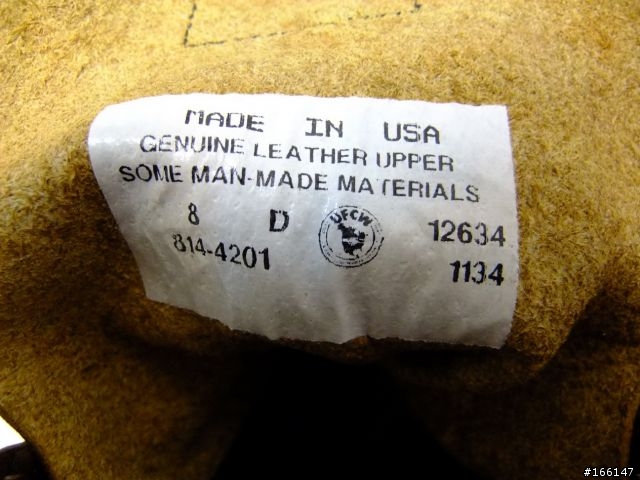 MADE IN USA
GENUINE LEATHER UPPER
SOME MAN-MADE MATERIALS
8 D UFCW 12634
814-4201 1134
#166147